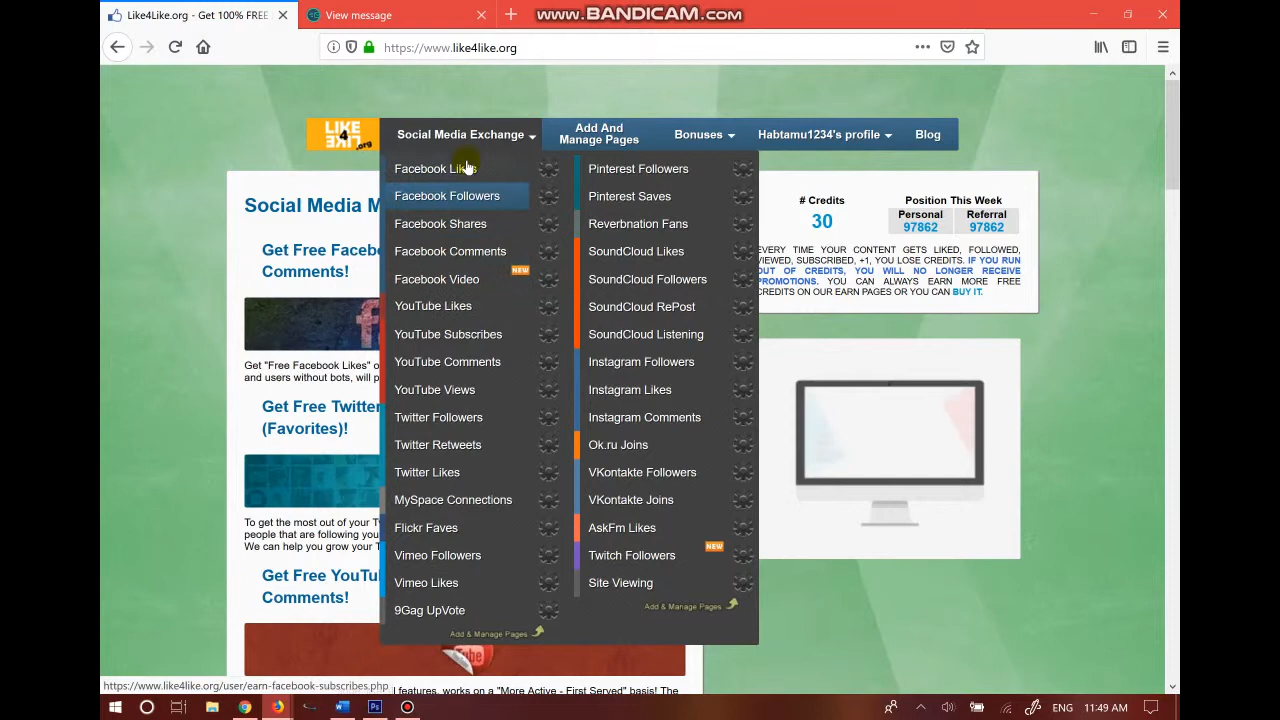 Like4Like.org - Get 100% FREE
View message
www.BANDICAM.com
https://www.like4like.org
LIKE
4
LIKE
.org
Social Media Exchange
Add And
Manage Pages
Bonuses
Habtamu1234's profile
Blog
Facebook Likes
Facebook Followers
Facebook Shares
Facebook Comments
Facebook Video
NEW
YouTube Likes
YouTube Subscribes
YouTube Comments
YouTube Views
Twitter Followers
Twitter Retweets
Twitter Likes
MySpace Connections
Flickr Faves
Vimeo Followers
Vimeo Likes
9Gag UpVote
Add & Manage Pages
Pinterest Followers
Pinterest Saves
Reverbnation Fans
SoundCloud Likes
SoundCloud Followers
SoundCloud RePost
SoundCloud Listening
Instagram Followers
Instagram Likes
Instagram Comments
Ok.ru Joins
VKontakte Followers
VKontakte Joins
AskFm Likes
Twitch Followers
NEW
Site Viewing
Add & Manage Pages
Social Media M
Get Free Faceb
Comments!
Get "Free Facebook Likes" o
and users without bots, will p
Get Free Twitter
(Favorites)!
To get the most out of your T
people that are following you
We can help you grow your T
Get Free YouTu
Comments!
Tube
l features, works on a "More Active - First Served" basis! The
# Credits
30
Position This Week
Personal
Referral
97862
97862
EVERY TIME YOUR CONTENT GETS LIKED, FOLLOWED,
VIEWED, SUBSCRIBED, +1, YOU LOSE CREDITS. IF YOU RUN
OUT OF CREDITS, YOU WILL NO LONGER RECEIVE
PROMOTIONS. YOU CAN ALWAYS EARN MORE FREE
CREDITS ON OUR EARN PAGES OR YOU CAN BUY IT.
https://www.like4like.org/user/earn-facebook-subscribes.php
ENG
11:49 AM